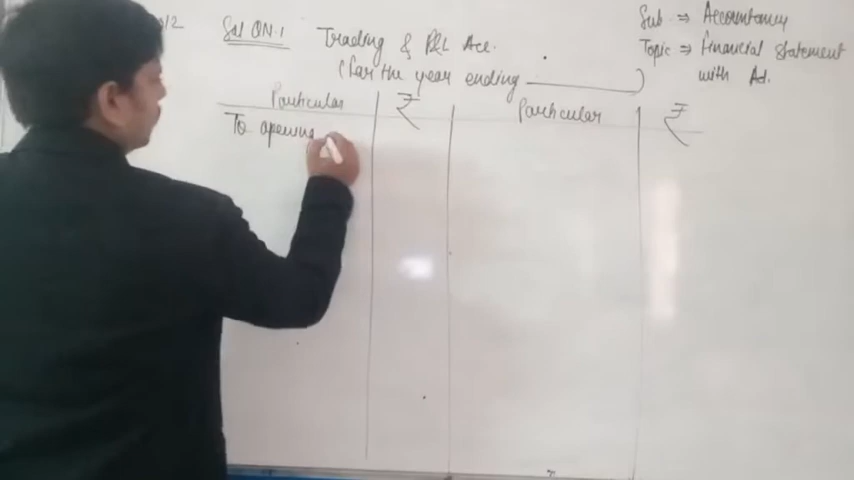 Sol QN.1
Trading & P&L Acc.
(For the year ending ______)
Sub → Accountancy
Topic → Financial Statement
with Ad.
Particular ₹ Particular ₹
To opening